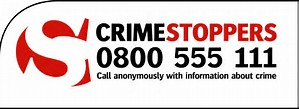 CRIMESTOPPERS
0800 555 111
Call anonymously with information about crime